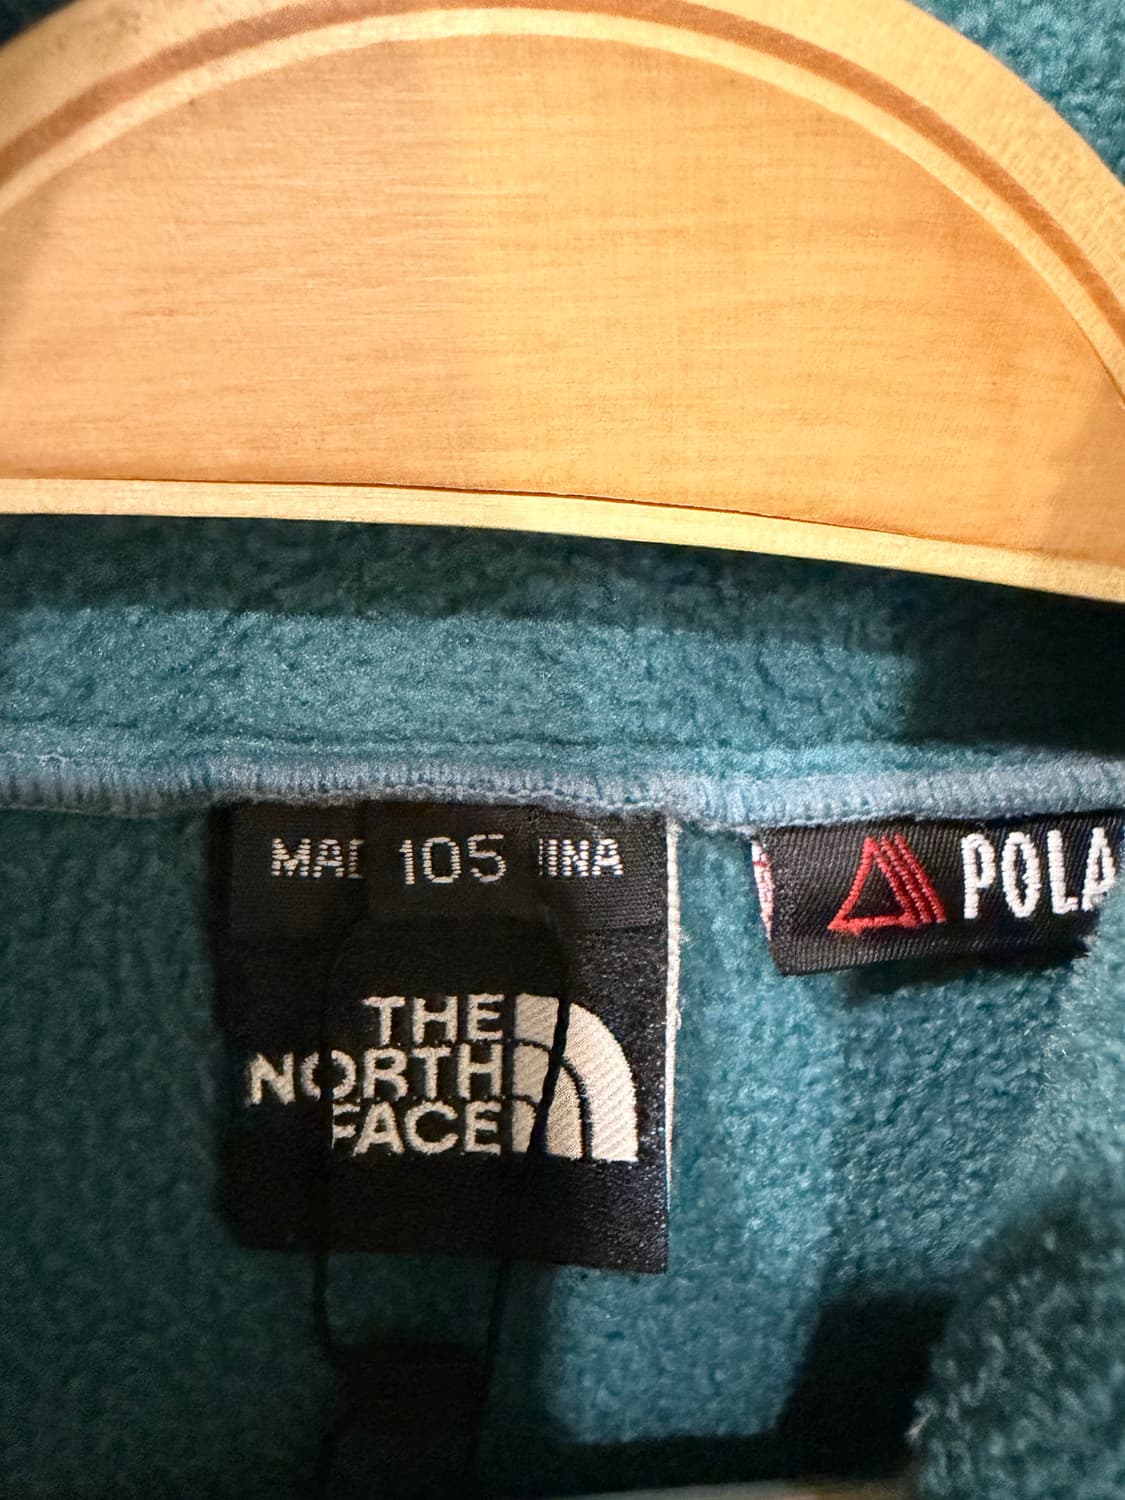 MAD 105 INA
THE
NORTH
FACE
POLA